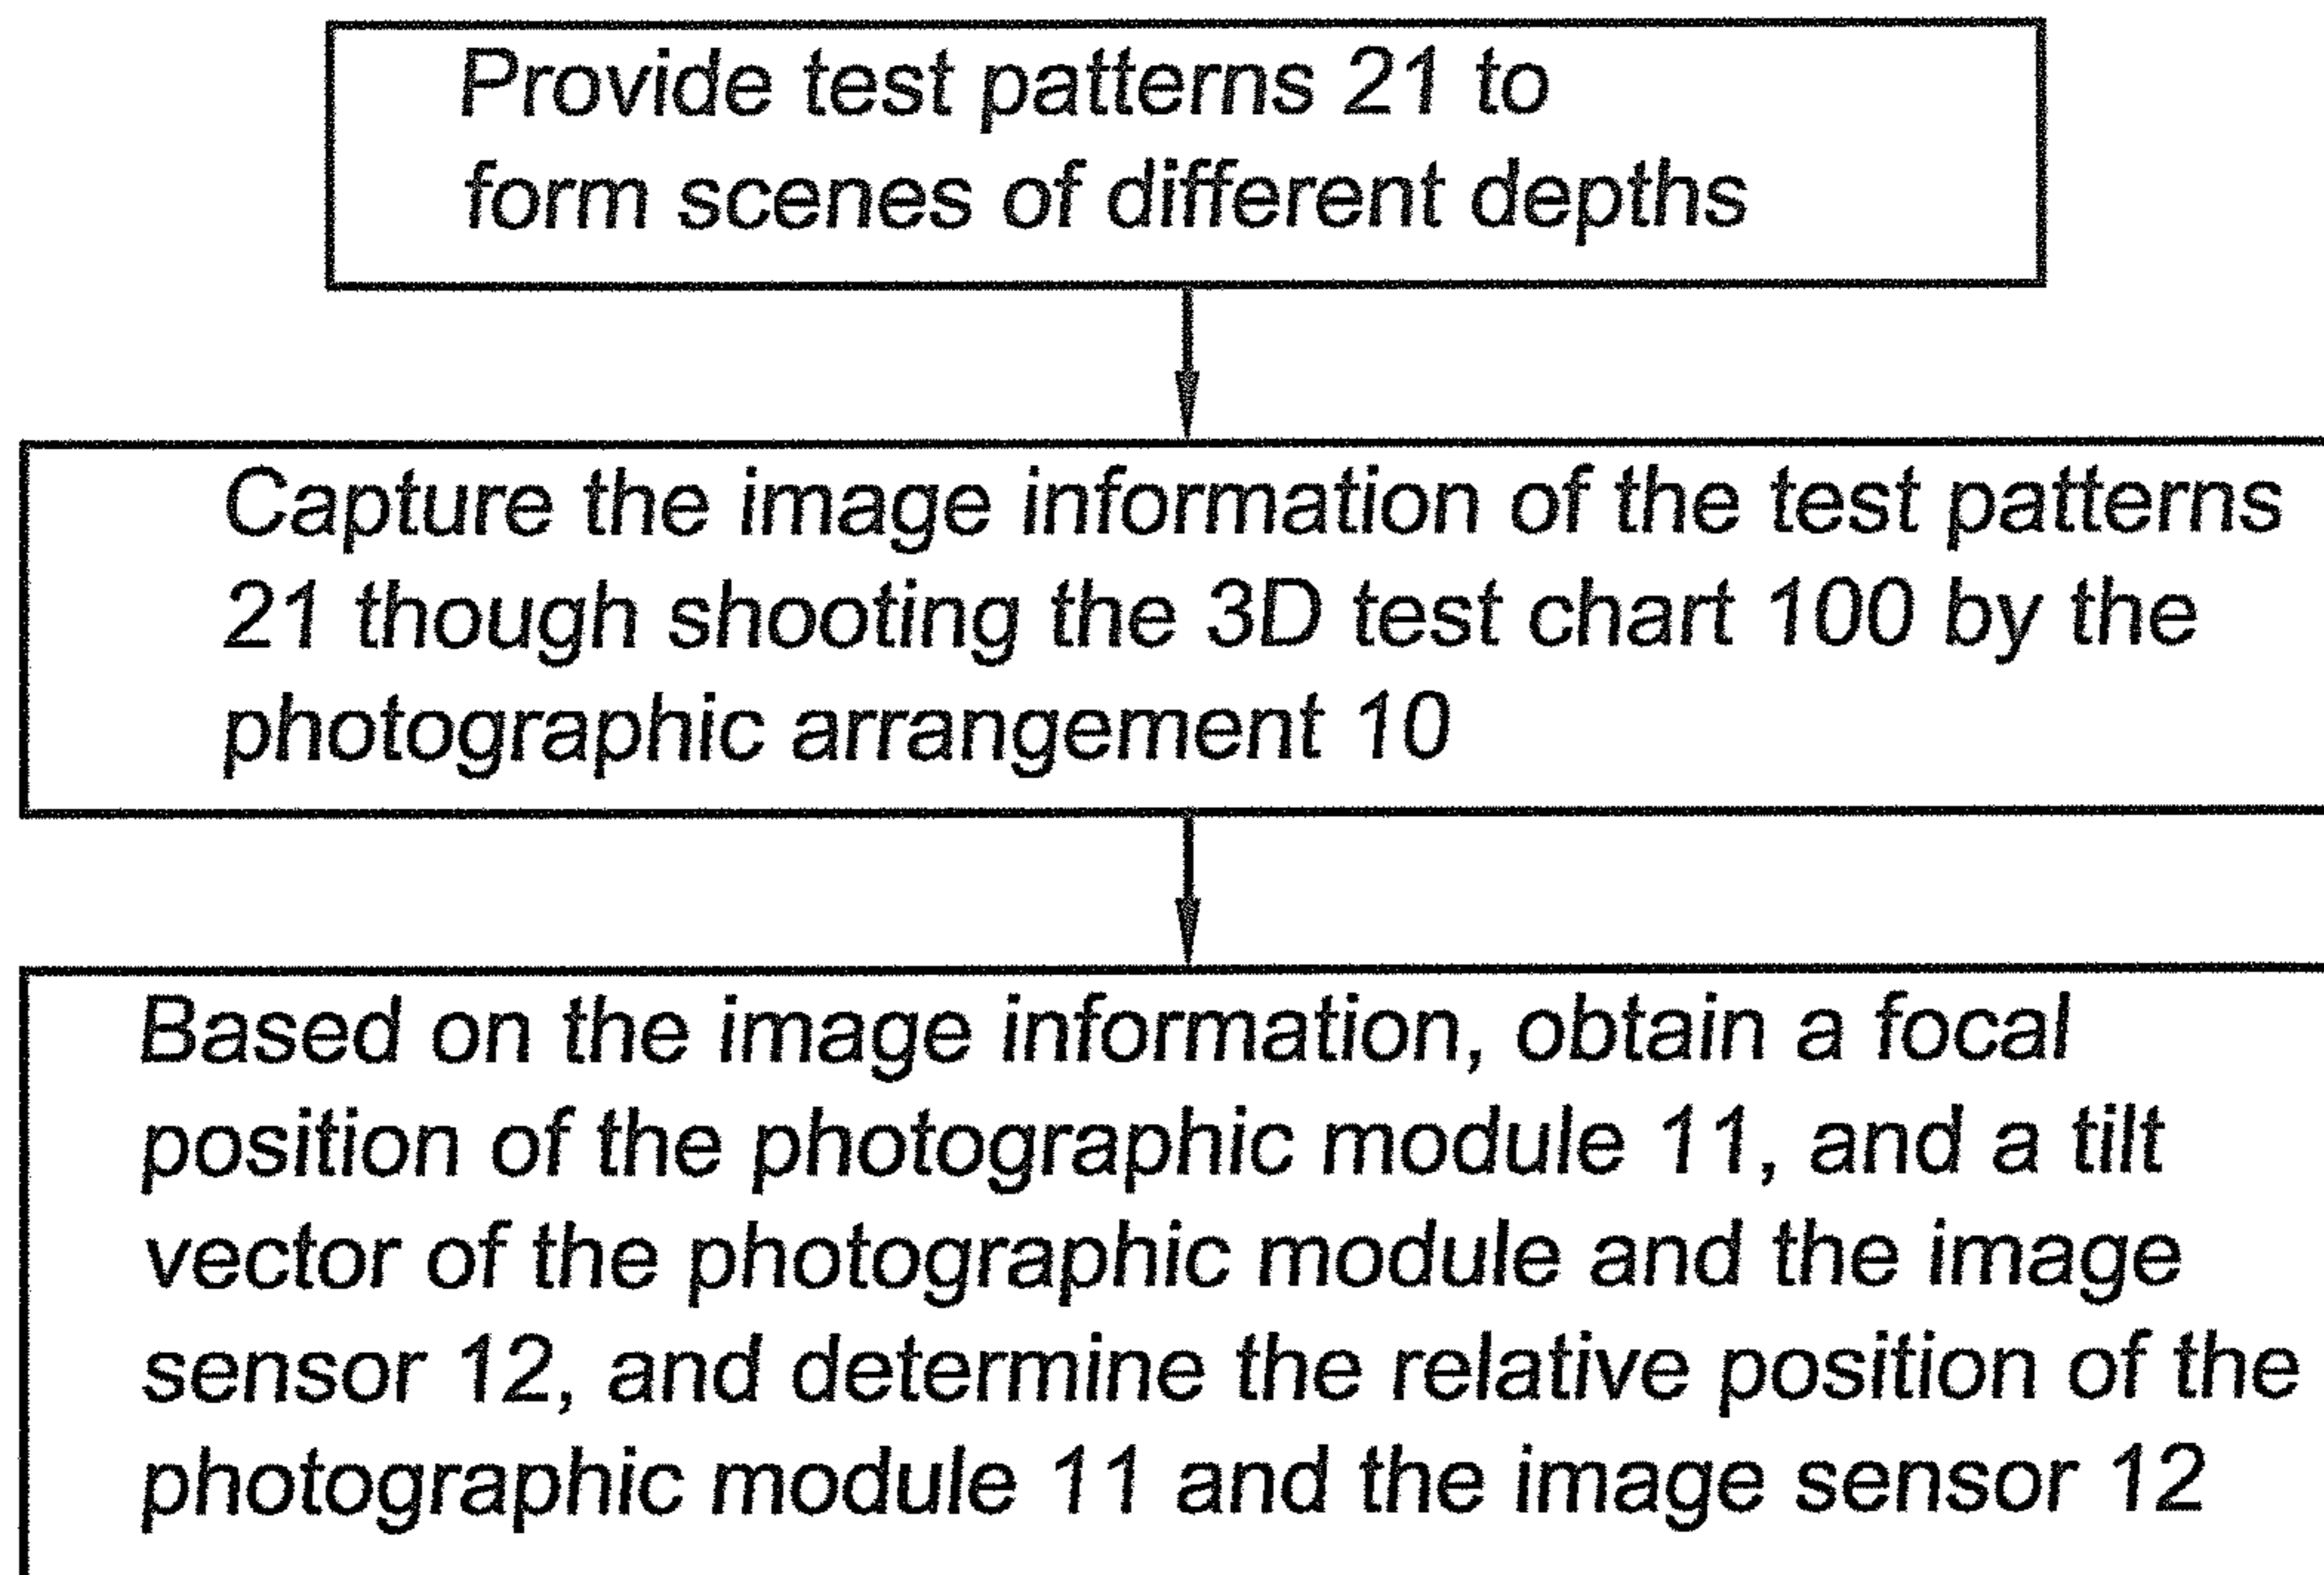 Provide test patterns 21 to
form scenes of different depths
Capture the image information of the test patterns
21 though shooting the 3D test chart 100 by the
photographic arrangement 10
Based on the image information, obtain a focal
position of the photographic module 11, and a tilt
vector of the photographic module and the image
sensor 12, and determine the relative position of the
photographic module 11 and the image sensor 12